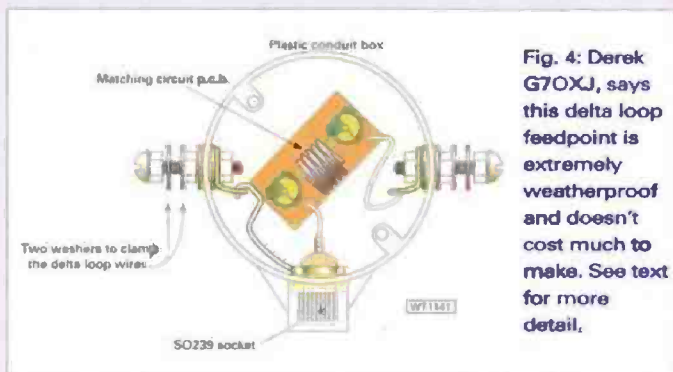 Plastic conduit box
Matching circuit p.c.b.
Two washers to clamp
the delta loop wires
SO239 socket
WT1141
Fig. 4: Derek
G7OXJ, says
this delta loop
feedpoint is
extremely
weatherproof
and doesn't
cost much to
make. See text
for more
detail.